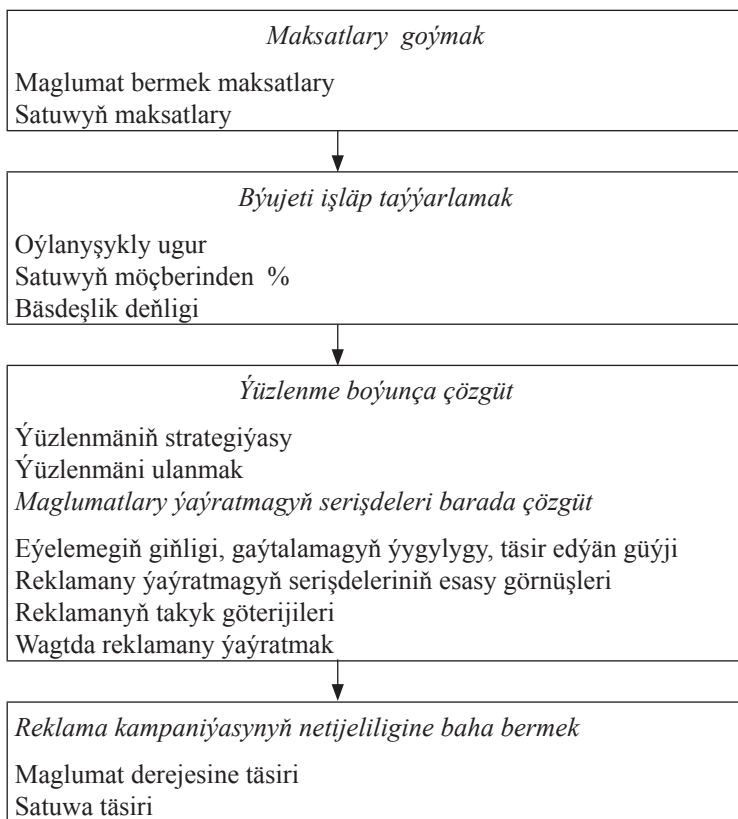 Maksatlary goýmak
Maglumat bermek maksatlary
Satuwyň maksatlary
Býujeti işläp taýýarlamak
Oýlanyşykly ugur
Satuwyň möçberinden %
Bäsdeşlik deňligi
Ýüzlenme boýunça çözgüt
Ýüzlenmäniň strategiýasy
Ýüzlenmäni ulanmak
Maglumatlary ýaýratmagyň serişdeleri barada çözgüt
Eýelemegiň giňligi, gaýtalamagyň ýygylygy, täsir edýän güýji
Reklamany ýaýratmagyň serişdeleriniň esasy görnüşleri
Reklamanyň takyk göterijileri
Wagtda reklamany ýaýratmak
Reklama kampaniýasynyň netijeliligine baha bermek
Maglumat derejesine täsiri
Satuwa täsiri